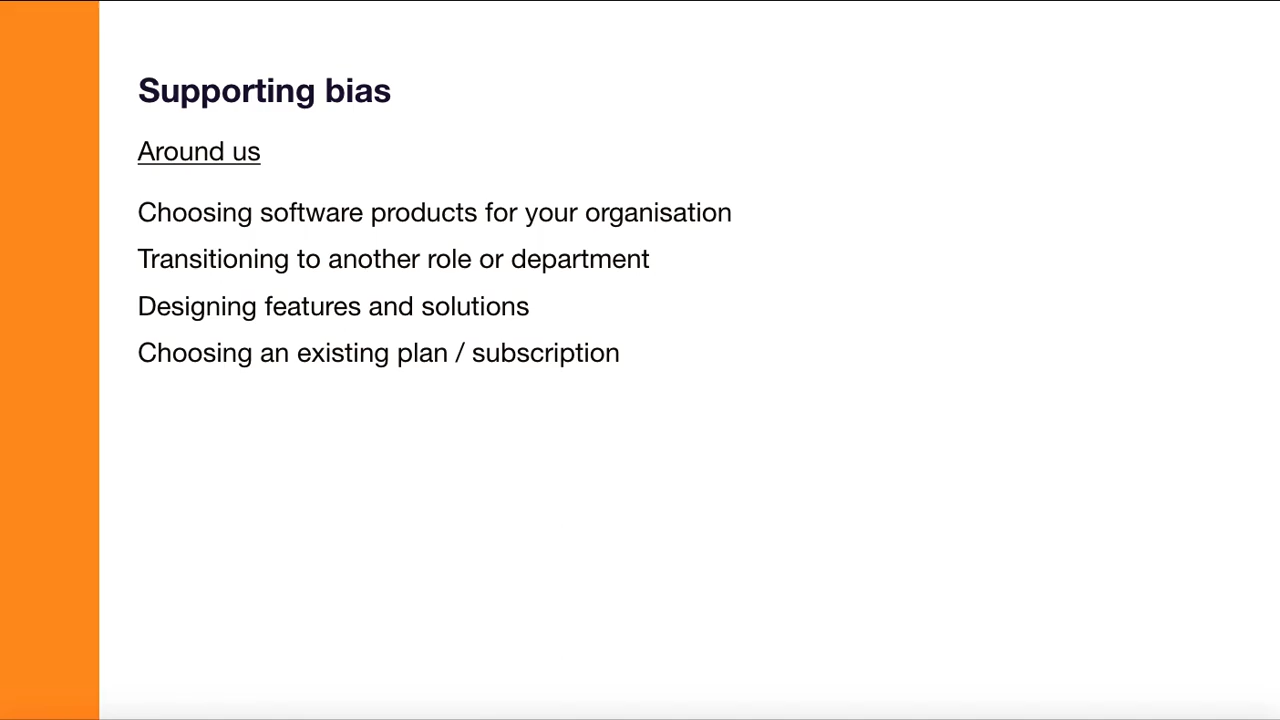 Supporting bias
Around us
Choosing software products for your organisation
Transitioning to another role or department
Designing features and solutions
Choosing an existing plan / subscription